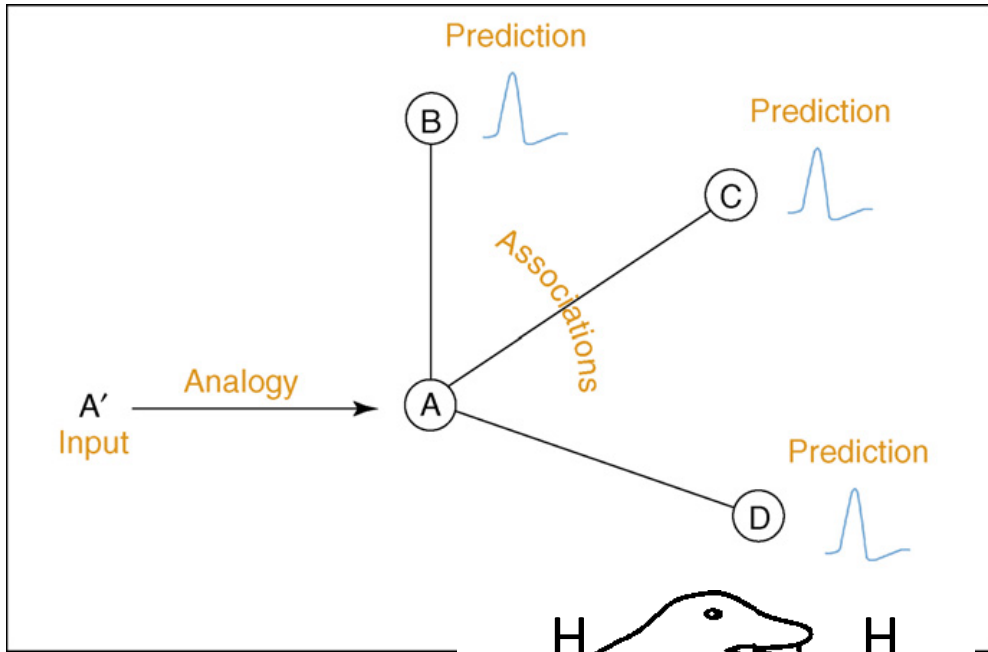 Prediction
B
Prediction
C
Associations
Analogy
A′
A
Input
Prediction
D
H H